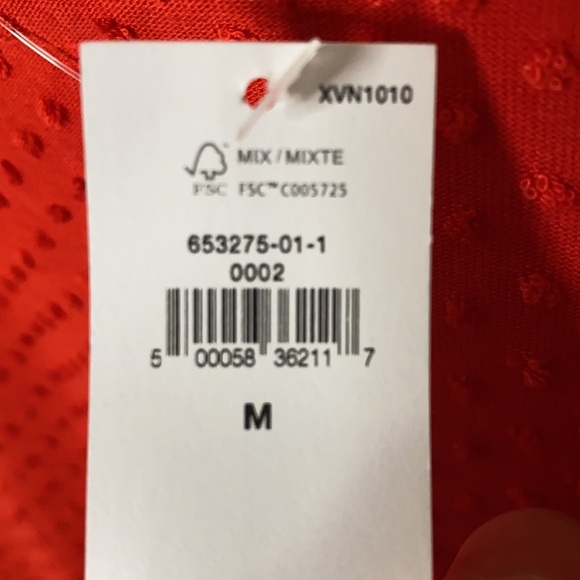 XVN1010
MIX / MIXTE
FSC FSC™ C005725
653275-01-1
0002
5 00058 36211 7
M